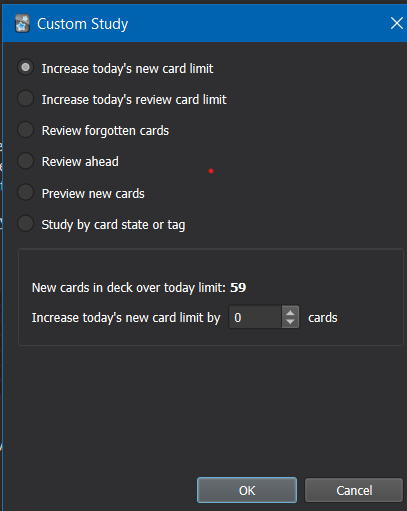 Custom Study
Increase today's new card limit
Increase today's review card limit
Review forgotten cards
Review ahead
Preview new cards
Study by card state or tag
New cards in deck over today limit: 59
Increase today's new card limit by 0 cards
OK Cancel